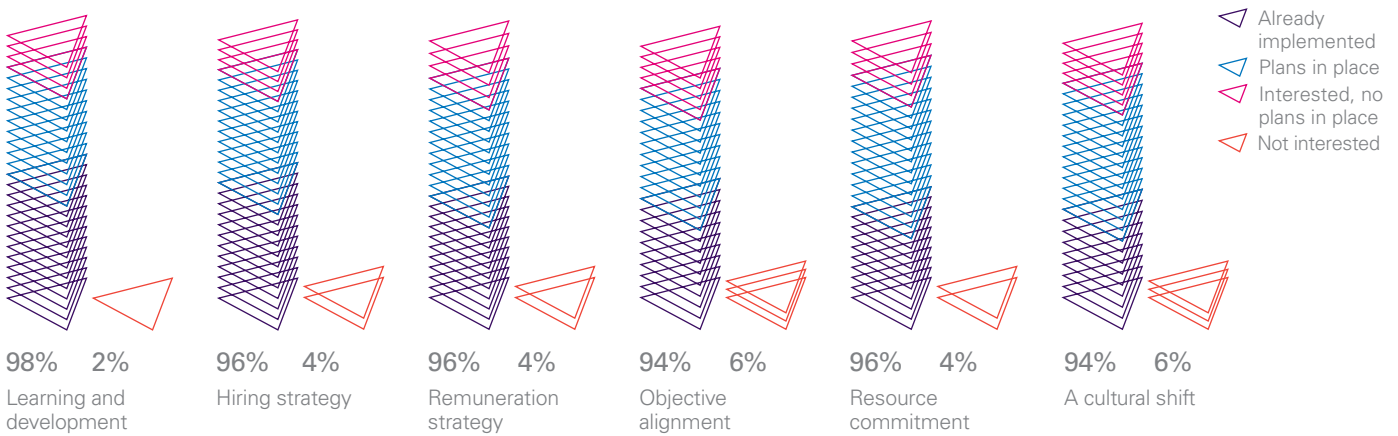 Already
implemented
Plans in place
Interested, no
plans in place
Not interested
98% 2%
Learning and
development
96% 4%
Hiring strategy
96% 4%
Remuneration
strategy
94% 6%
Objective
alignment
96% 4%
Resource
commitment
94% 6%
A cultural shift